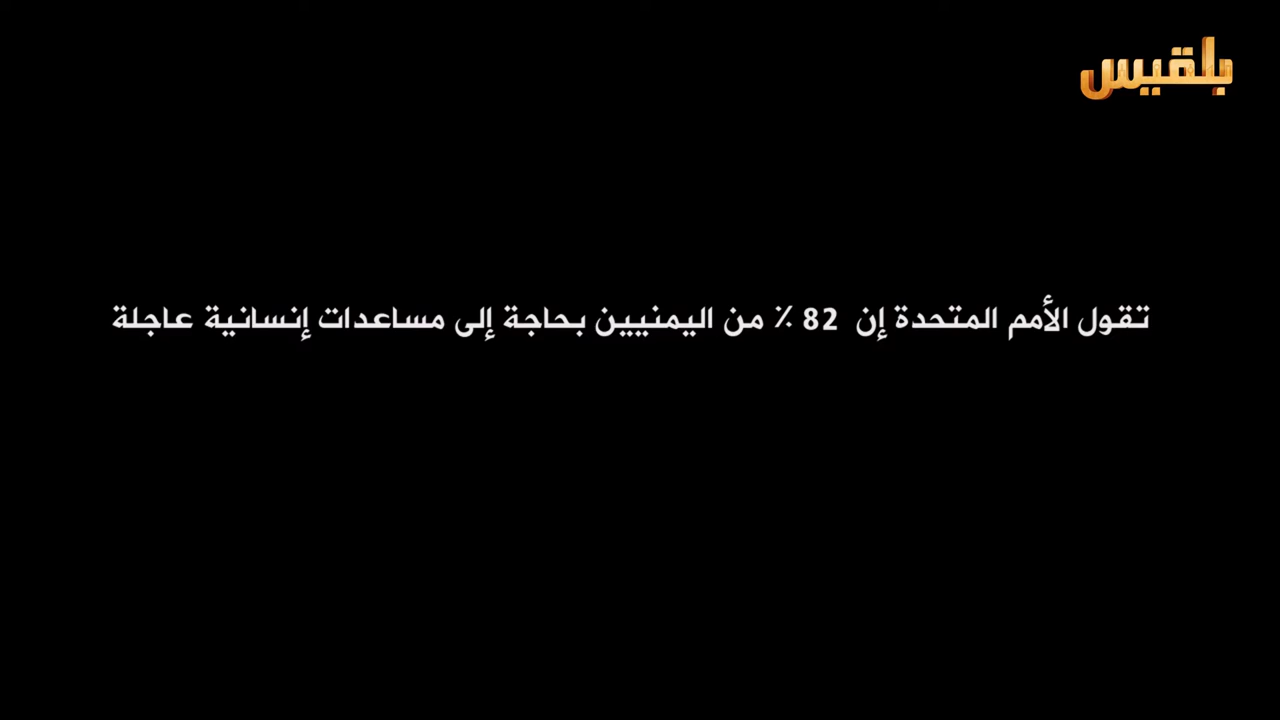 بلقيس
تقول الأمم المتحدة إن 82 ٪ من اليمنيين بحاجة إلى مساعدات إنسانية عاجلة